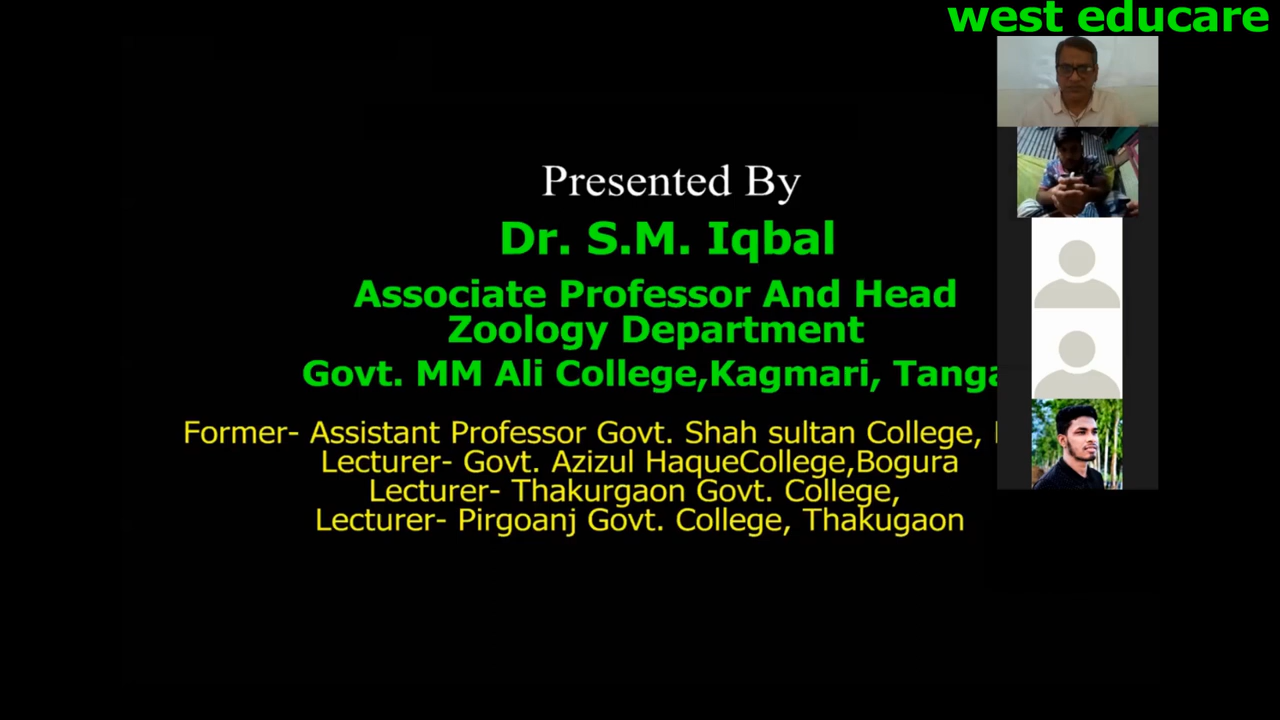 west educare
Presented By
Dr. S.M. Iqbal
Associate Professor And Head
Zoology Department
Govt. MM Ali College,Kagmari,
Former- Assistant Professor Govt. Shah sultan College,
Lecturer- Govt. Azizul HaqueCollege,Bogura
Lecturer- Thakurgaon Govt. College,
Lecturer- Pirgoanj Govt. College, Thakugaon